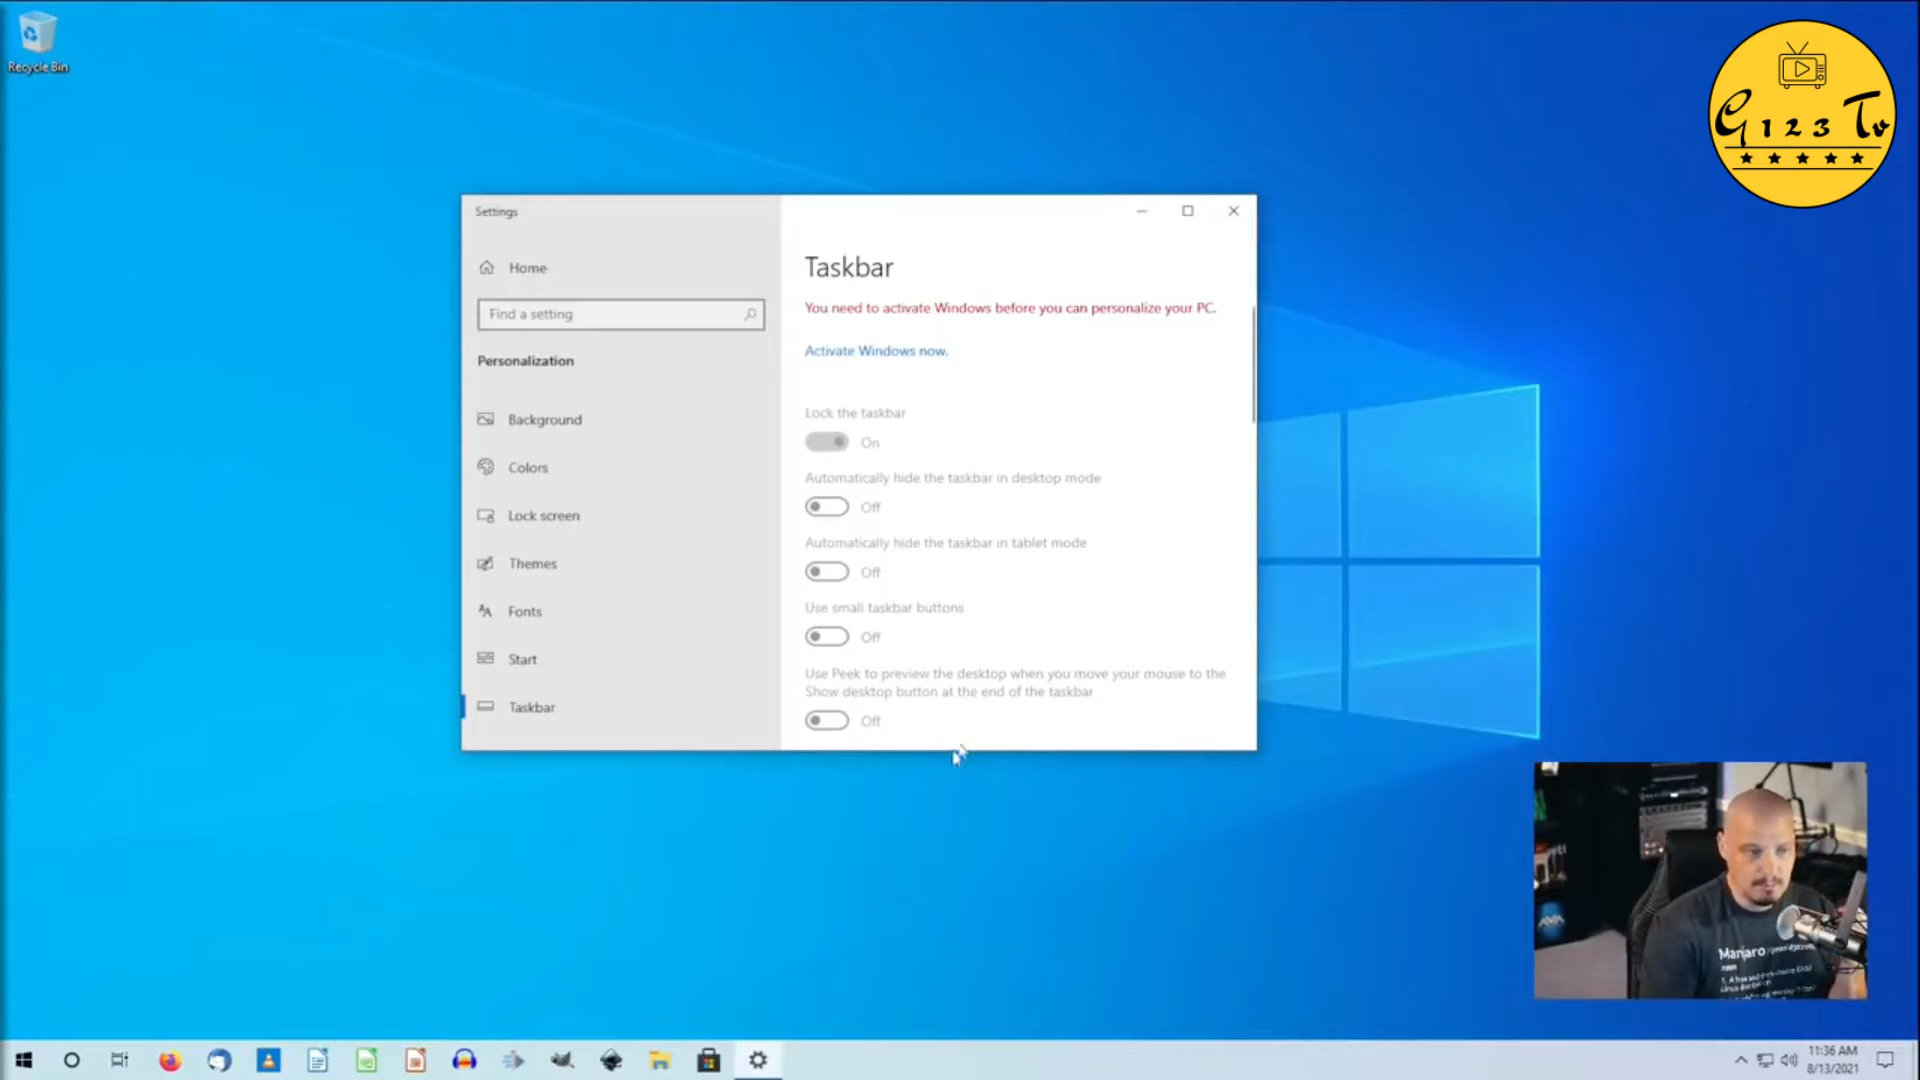 Recycle Bin
G123 Tv
Settings
Home
Find a setting
Personalization
Background
Colors
Lock screen
Themes
Fonts
Start
Taskbar
Taskbar
You need to activate Windows before you can personalize your PC.
Activate Windows now.
Lock the taskbar
On
Automatically hide the taskbar in desktop mode
Off
Automatically hide the taskbar in tablet mode
Off
Use small taskbar buttons
Off
Use Peek to preview the desktop when you move your mouse to the
Show desktop button at the end of the taskbar
Off
Manjaro
noun
11:36 AM
8/13/2021